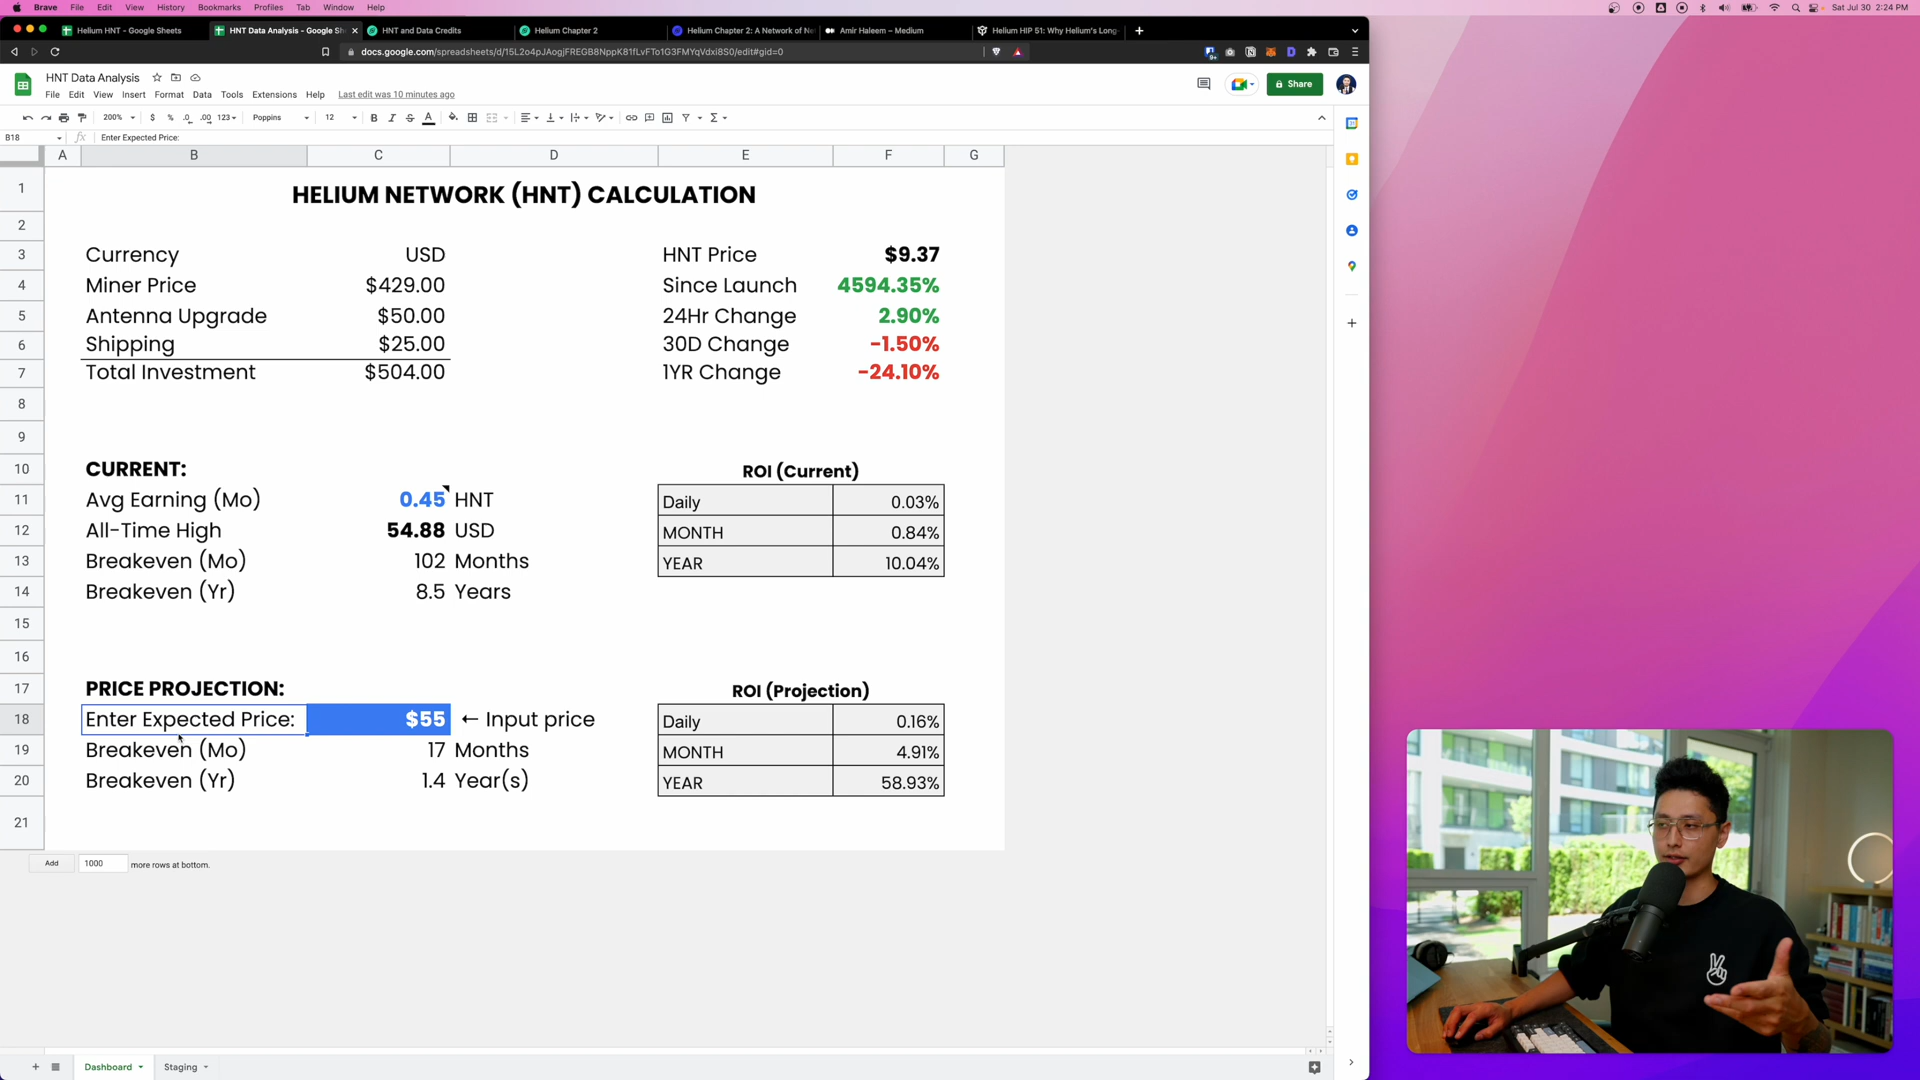 Brave File Edit View History Bookmarks Profiles Tab Window Help Sat Jul 30 2:24 PM
Helium HNT - Google Sheets
HNT Data Analysis - Google Sh
HNT and Data Credits
Helium Chapter 2
Helium Chapter 2: A Network of Ne
Amir Haleem – Medium
Helium HIP 51: Why Helium's Long-
docs.google.com/spreadsheets/d/15L2o4pJAogjFREGB8NppK81fLvFTo1G3FMYqVdxi8S0/edit#gid=0
HNT Data Analysis
Share
File Edit View Insert Format Data Tools Extensions Help Last edit was 10 minutes ago
200% $ % .0 .00 123 Poppins 12 B I S A
B18 fx Enter Expected Price:
A B C D E F G
1 HELIUM NETWORK (HNT) CALCULATION
2
3 Currency USD HNT Price $9.37
4 Miner Price $429.00 Since Launch 4594.35%
5 Antenna Upgrade $50.00 24Hr Change 2.90%
6 Shipping $25.00 30D Change -1.50%
7 Total Investment $504.00 1YR Change -24.10%
8
9
10 CURRENT: ROI (Current)
11 Avg Earning (Mo) 0.45 HNT Daily 0.03%
12 All-Time High 54.88 USD MONTH 0.84%
13 Breakeven (Mo) 102 Months YEAR 10.04%
14 Breakeven (Yr) 8.5 Years
15
16
17 PRICE PROJECTION: ROI (Projection)
18 Enter Expected Price: $55 ← Input price Daily 0.16%
19 Breakeven (Mo) 17 Months MONTH 4.91%
20 Breakeven (Yr) 1.4 Year(s) YEAR 58.93%
21
Add 1000 more rows at bottom.
+ Dashboard Staging